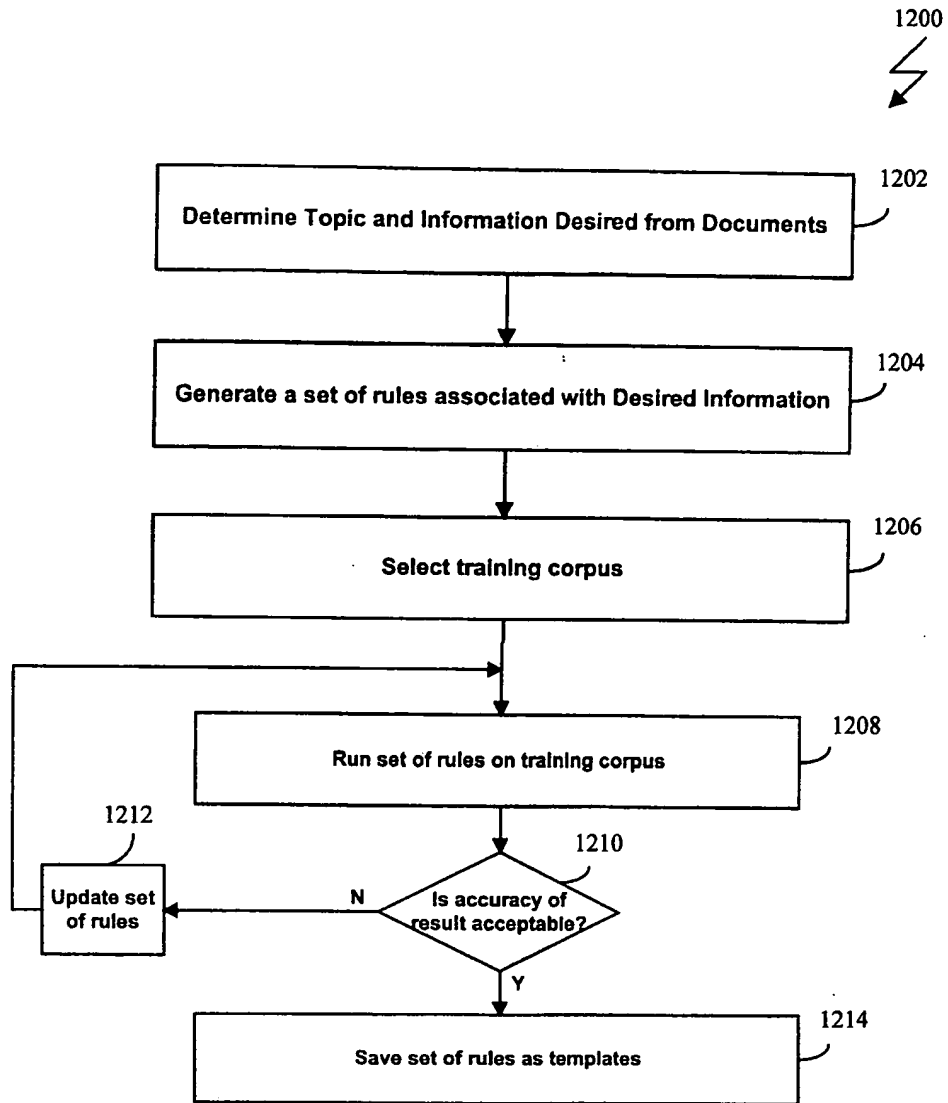 1200
1202
Determine Topic and Information Desired from Documents
1204
Generate a set of rules associated with Desired Information
1206
Select training corpus
1208
Run set of rules on training corpus
1212
1210
Update set
of rules
N
Is accuracy of
result acceptable?
Y
1214
Save set of rules as templates